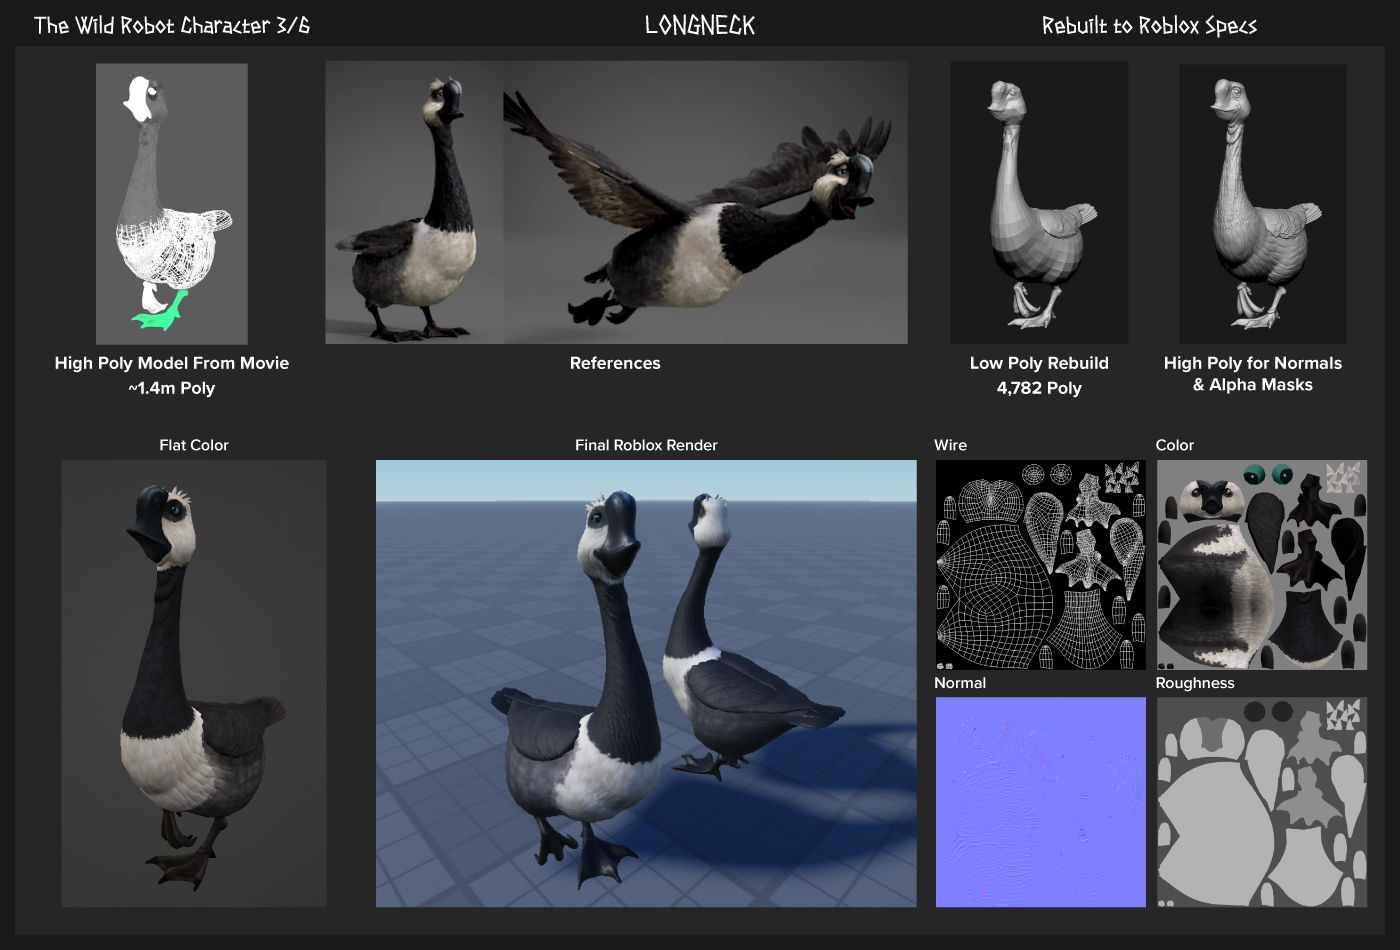 The Wild Robot Character 3/6
LONGNECK
Rebuilt to Roblox Specs
High Poly Model From Movie
~1.4m Poly
References
Low Poly Rebuild
4,782 Poly
High Poly for Normals
& Alpha Masks
Flat Color
Final Roblox Render
Wire
Color
Normal
Roughness